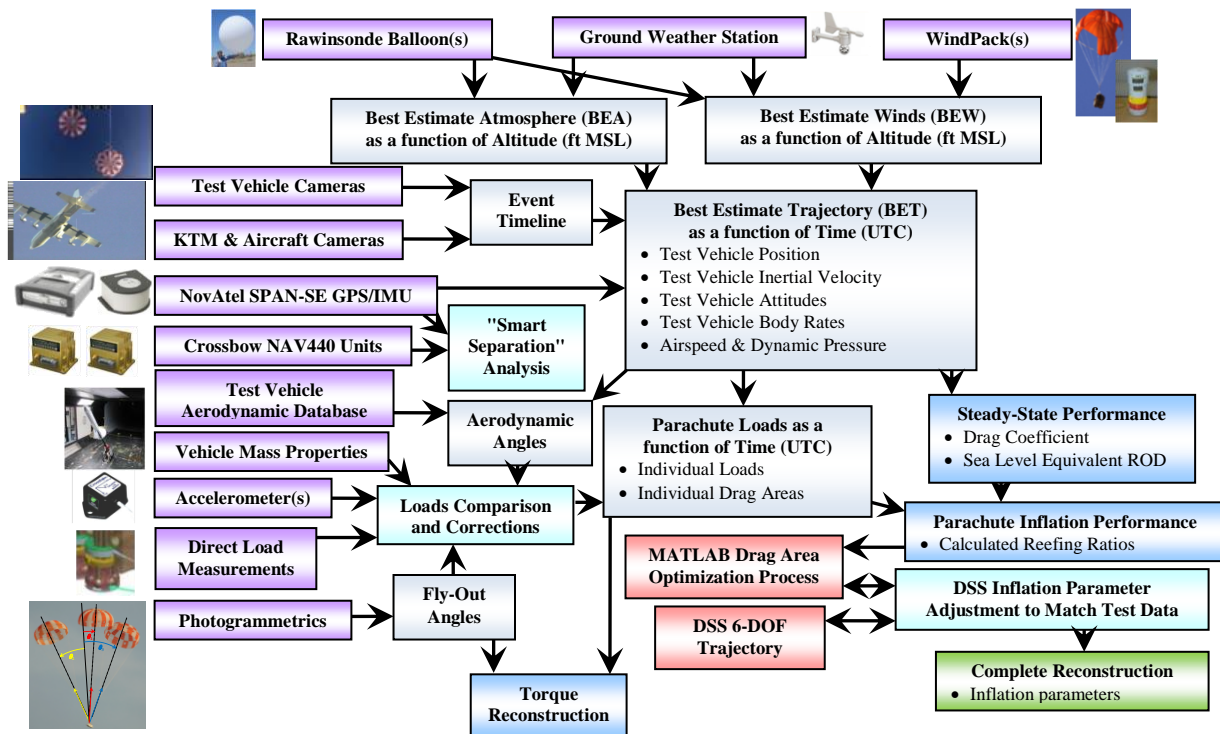 Rawinsonde Balloon(s)
Ground Weather Station
WindPack(s)
Best Estimate Atmosphere (BEA)
as a function of Altitude (ft MSL)
Best Estimate Winds (BEW)
as a function of Altitude (ft MSL)
Test Vehicle Cameras
KTM & Aircraft Cameras
Event
Timeline
Best Estimate Trajectory (BET)
as a function of Time (UTC)
• Test Vehicle Position
• Test Vehicle Inertial Velocity
• Test Vehicle Attitudes
• Test Vehicle Body Rates
• Airspeed & Dynamic Pressure
NovAtel SPAN-SE GPS/IMU
Crossbow NAV440 Units
"Smart
Separation"
Analysis
Test Vehicle
Aerodynamic Database
Aerodynamic
Angles
Vehicle Mass Properties
Accelerometer(s)
Direct Load
Measurements
Photogrammetrics
Loads Comparison
and Corrections
Fly-Out
Angles
Parachute Loads as a
function of Time (UTC)
• Individual Loads
• Individual Drag Areas
Steady-State Performance
• Drag Coefficient
• Sea Level Equivalent ROD
Parachute Inflation Performance
• Calculated Reefing Ratios
MATLAB Drag Area
Optimization Process
DSS Inflation Parameter
Adjustment to Match Test Data
DSS 6-DOF
Trajectory
Complete Reconstruction
• Inflation parameters
Torque
Reconstruction